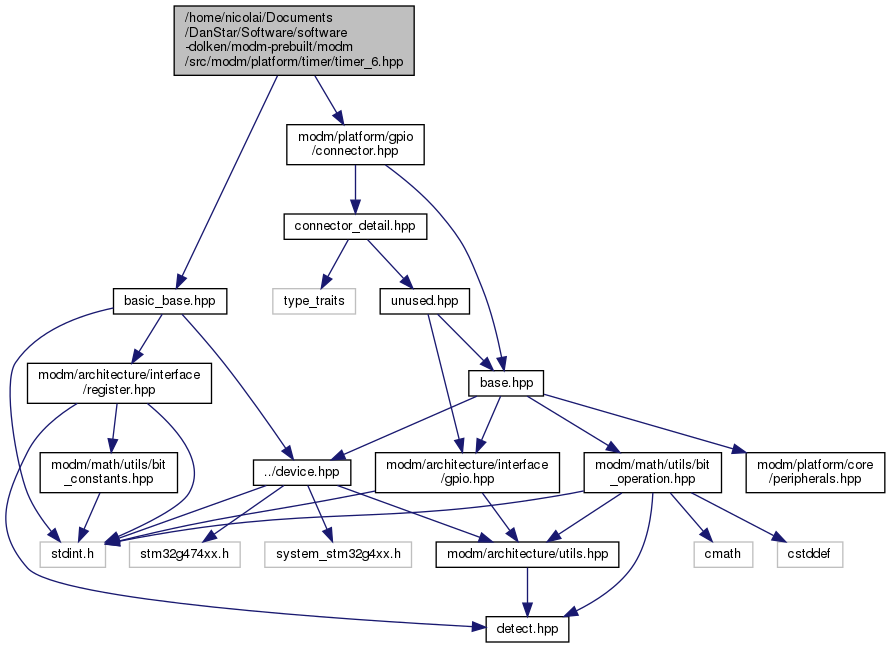 /home/nicolai/Documents
/DanStar/Software/software
-dolken/modm-prebuilt/modm
/src/modm/platform/timer/timer_6.hpp
modm/platform/gpio
/connector.hpp
connector_detail.hpp
basic_base.hpp
type_traits
unused.hpp
modm/architecture/interface
/register.hpp
base.hpp
modm/math/utils/bit
_constants.hpp
../device.hpp
modm/architecture/interface
/gpio.hpp
modm/math/utils/bit
_operation.hpp
modm/platform/core
/peripherals.hpp
stdint.h
stm32g474xx.h
system_stm32g4xx.h
modm/architecture/utils.hpp
cmath
cstddef
detect.hpp